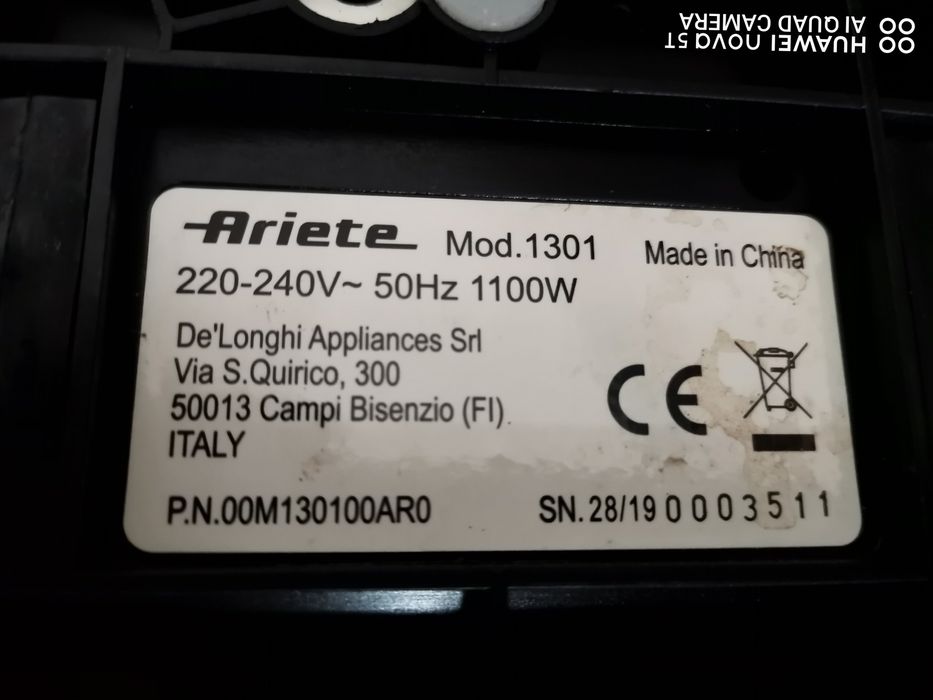 Ariete Mod.1301 Made in China
220-240V~ 50Hz 1100W
De'Longhi Appliances Srl
Via S.Quirico, 300
50013 Campi Bisenzio (FI).
ITALY
CE
P.N.00M130100AR0 SN.28/19 0 0 0 3 5 1 1
HUAWEI nova 5T
AI QUAD CAMERA